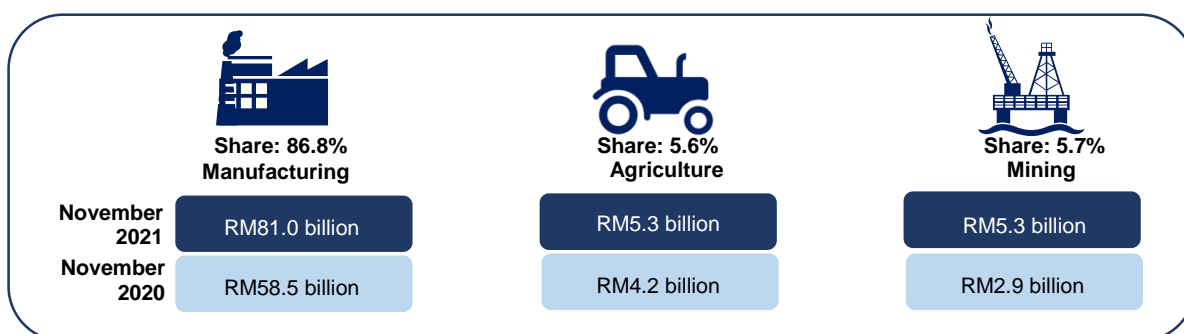 Share: 86.8%
Manufacturing
Share: 5.6%
Agriculture
Share: 5.7%
Mining
November
2021
RM81.0 billion
RM5.3 billion
RM5.3 billion
November
2020
RM58.5 billion
RM4.2 billion
RM2.9 billion